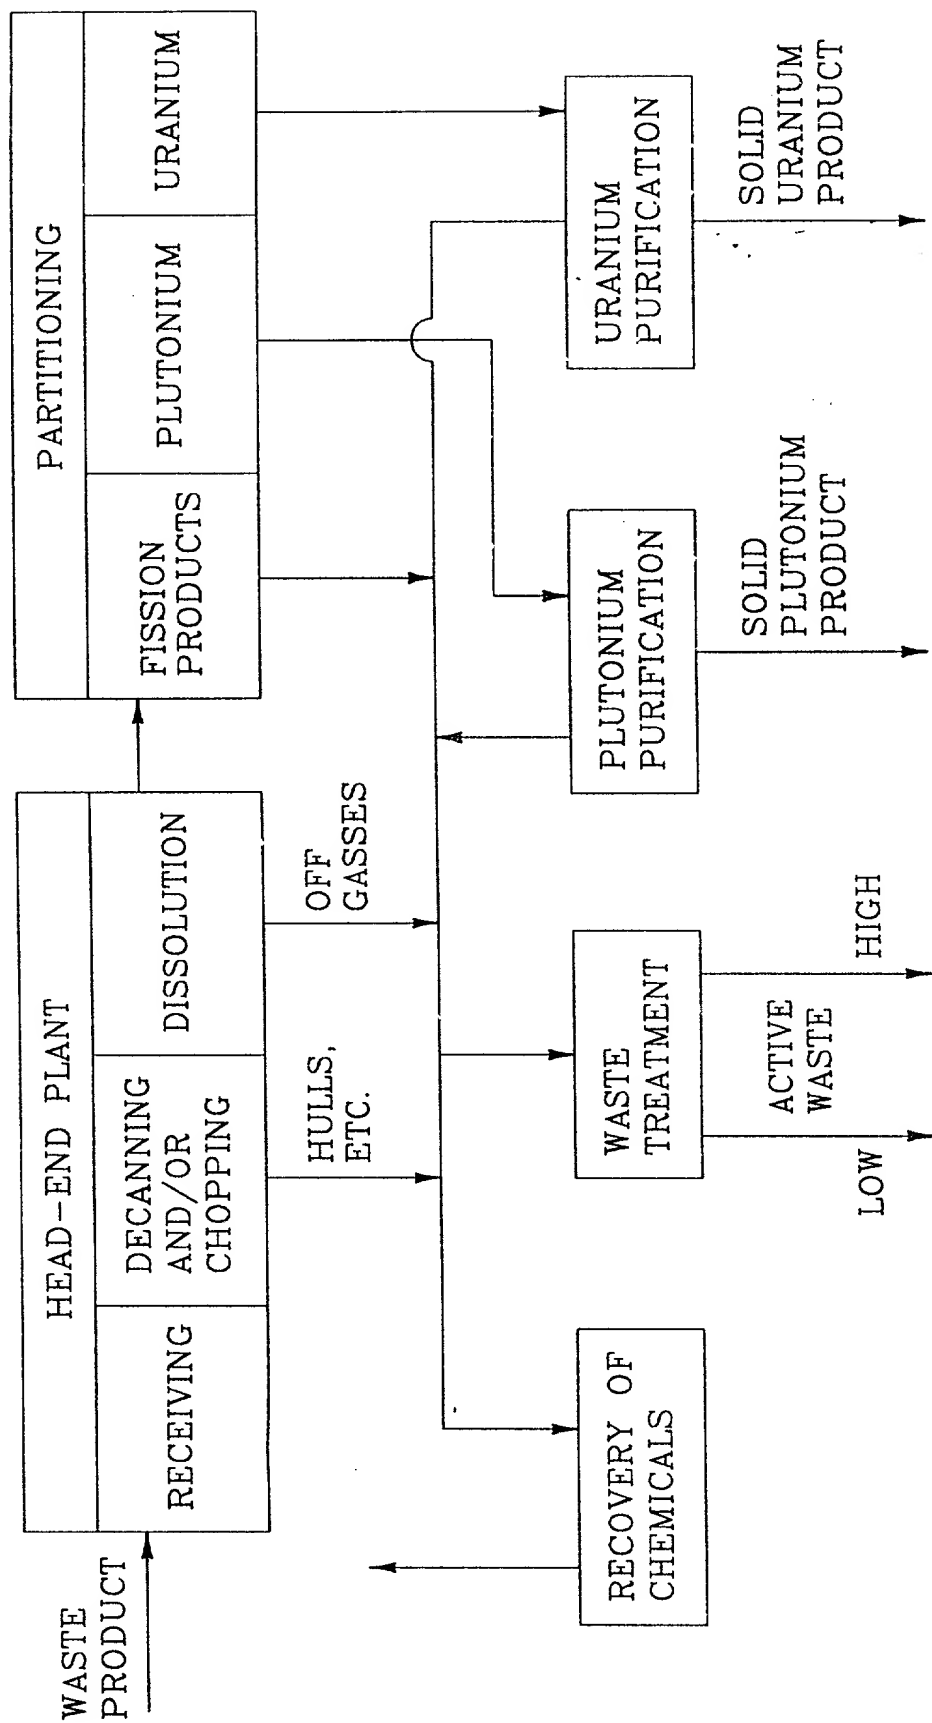 WASTE
PRODUCT
HEAD-END PLANT
RECEIVING
DECANNING
AND/OR
CHOPPING
DISSOLUTION
PARTITIONING
FISSION
PRODUCTS
PLUTONIUM
URANIUM
HULLS,
ETC.
OFF
GASSES
RECOVERY OF
CHEMICALS
WASTE
TREATMENT
PLUTONIUM
PURIFICATION
URANIUM
PURIFICATION
LOW
ACTIVE
WASTE
HIGH
SOLID
PLUTONIUM
PRODUCT
SOLID
URANIUM
PRODUCT